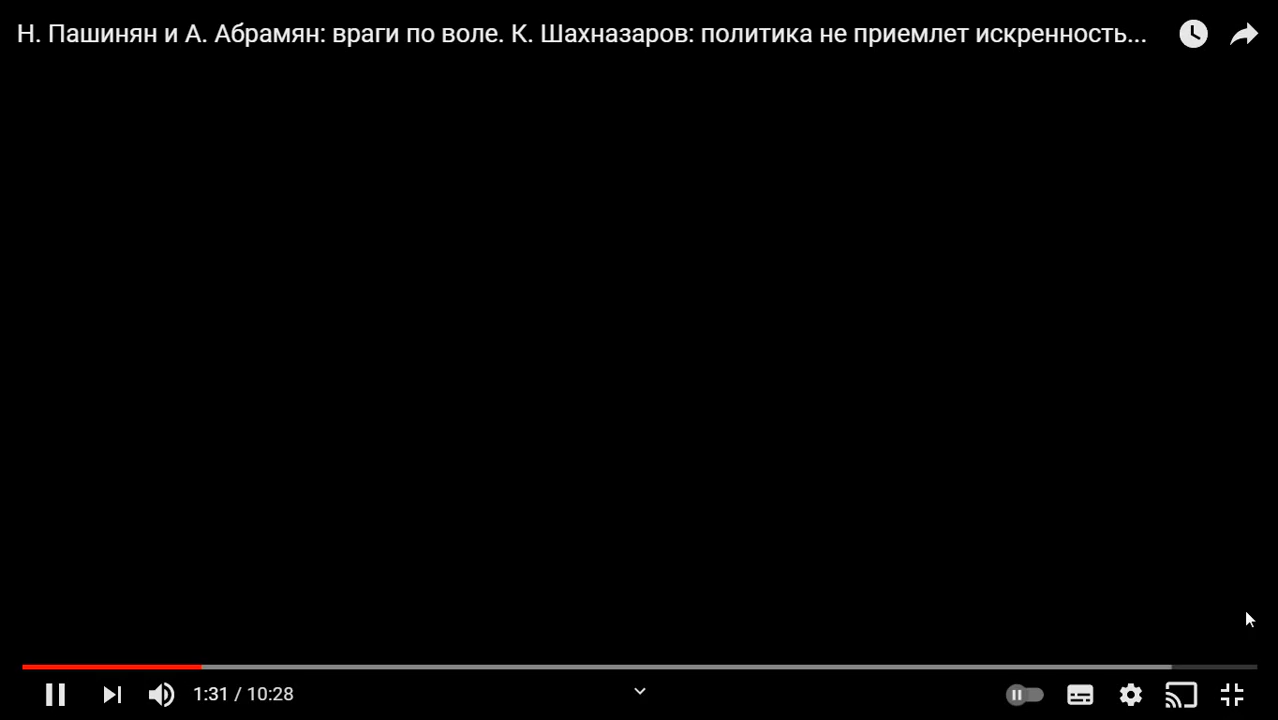 Н. Пашинян и А. Абрамян: враги по воле. К. Шахназаров: политика не приемлет искренность...
1:31 / 10:28